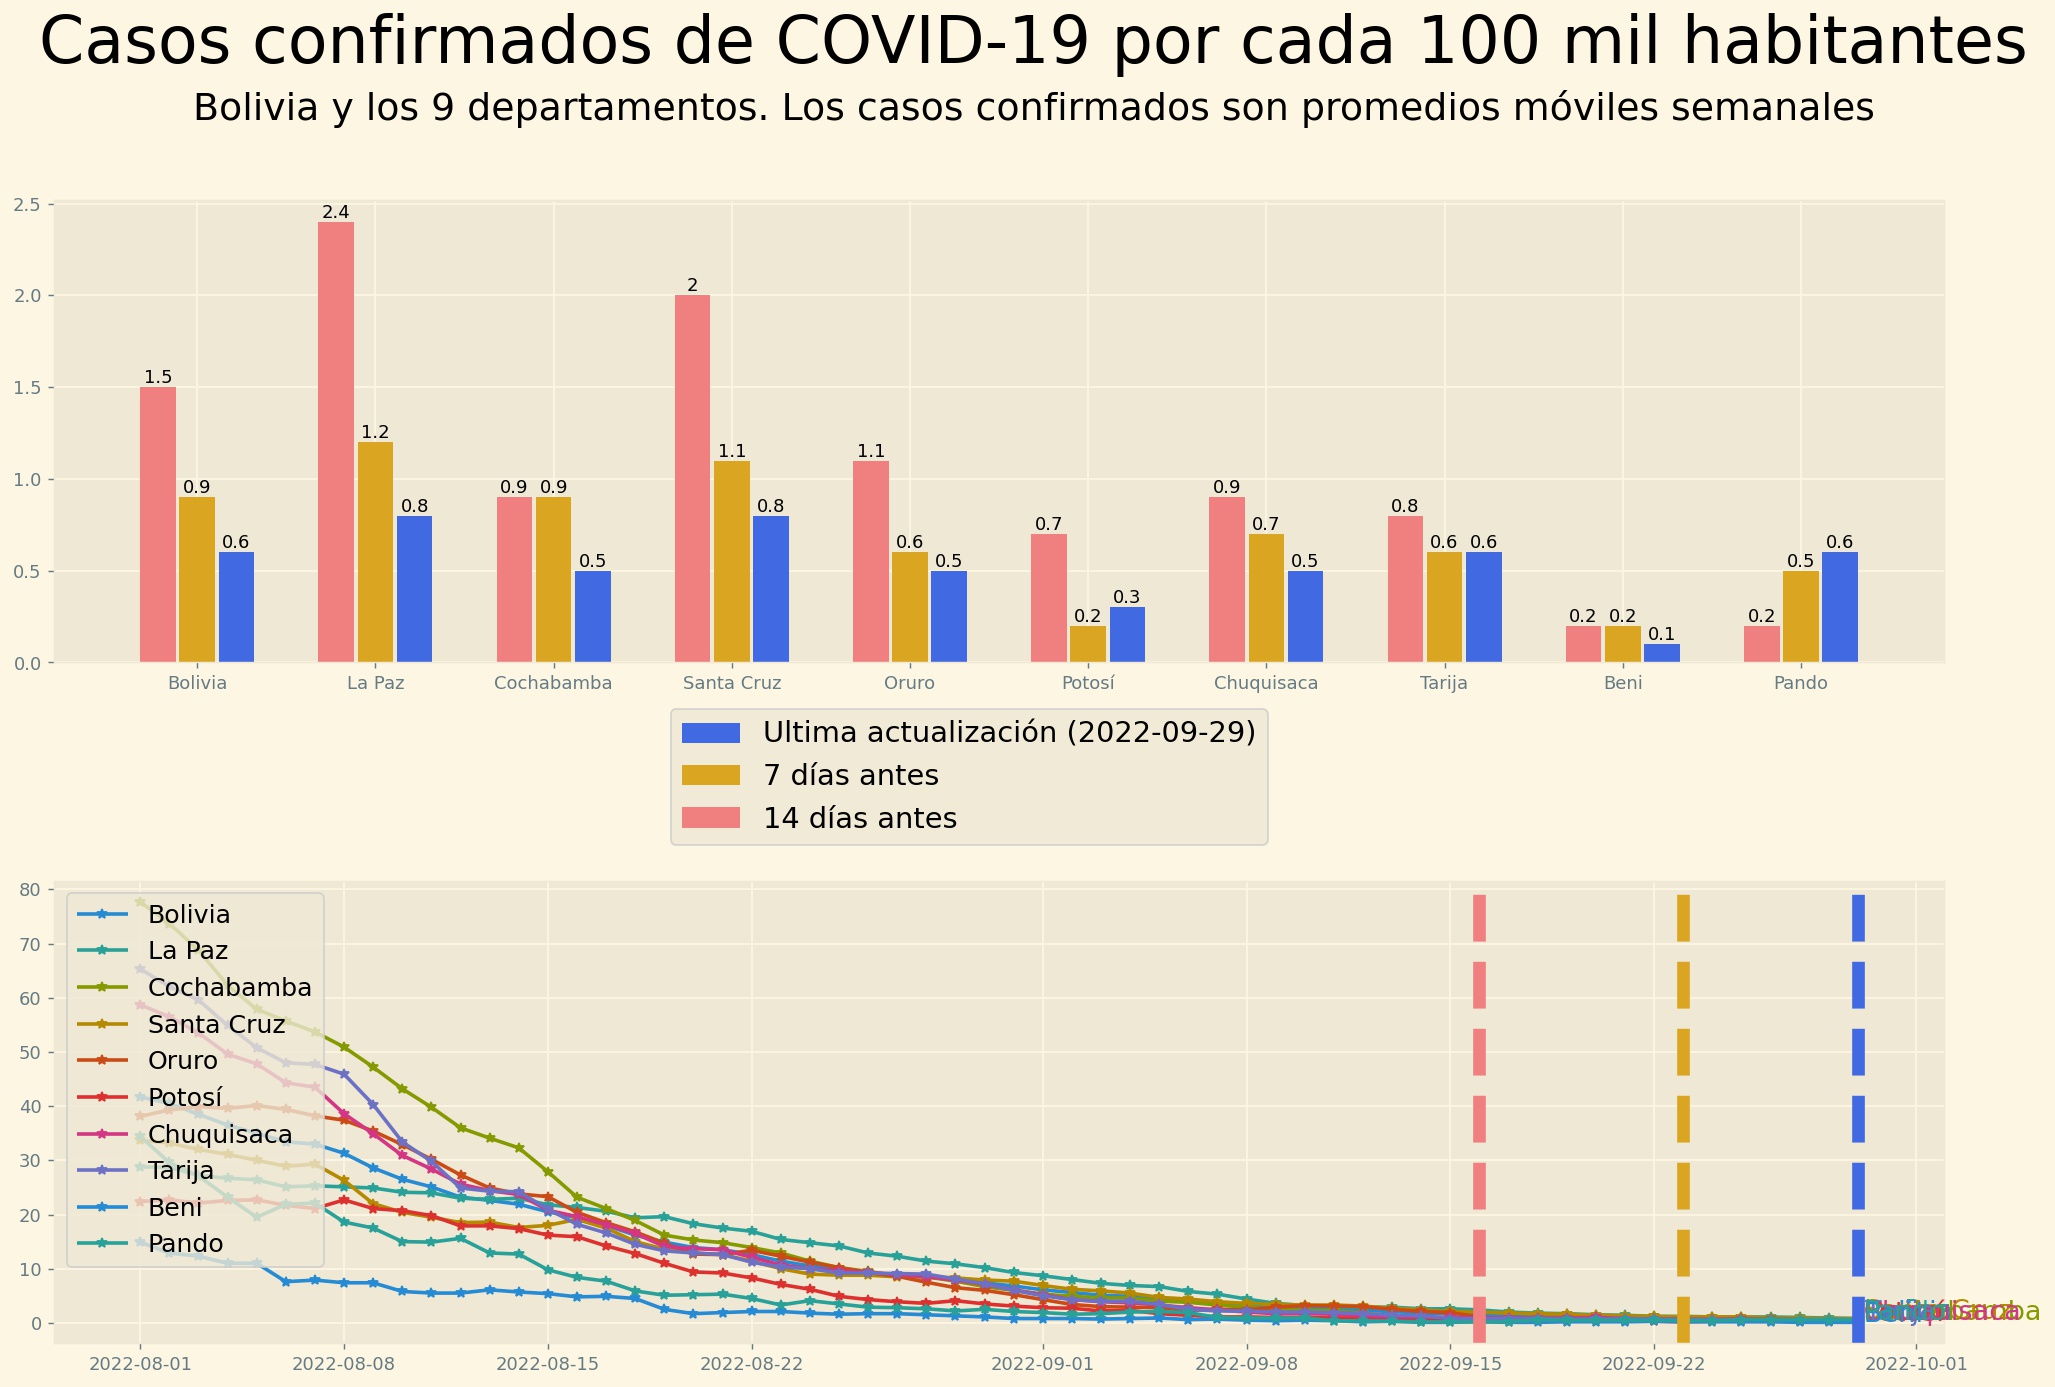 Casos confirmados de COVID-19 por cada 100 mil habitantes
Bolivia y los 9 departamentos. Los casos confirmados son promedios móviles semanales
2.5
2.0
1.5
1.0
0.5
0.0
1.5 0.9 0.6
2.4 1.2 0.8
0.9 0.9 0.5
2 1.1 0.8
1.1 0.6 0.5
0.7 0.2 0.3
0.9 0.7 0.5
0.8 0.6 0.6
0.2 0.2 0.1
0.2 0.5 0.6
Bolivia La Paz Cochabamba Santa Cruz Oruro Potosí Chuquisaca Tarija Beni Pando
Ultima actualización (2022-09-29)
7 días antes
14 días antes
80
70
60
50
40
30
20
10
0
Bolivia
La Paz
Cochabamba
Santa Cruz
Oruro
Potosí
Chuquisaca
Tarija
Beni
Pando
2022-08-01 2022-08-08 2022-08-15 2022-08-22 2022-09-01 2022-09-08 2022-09-15 2022-09-22 2022-10-01